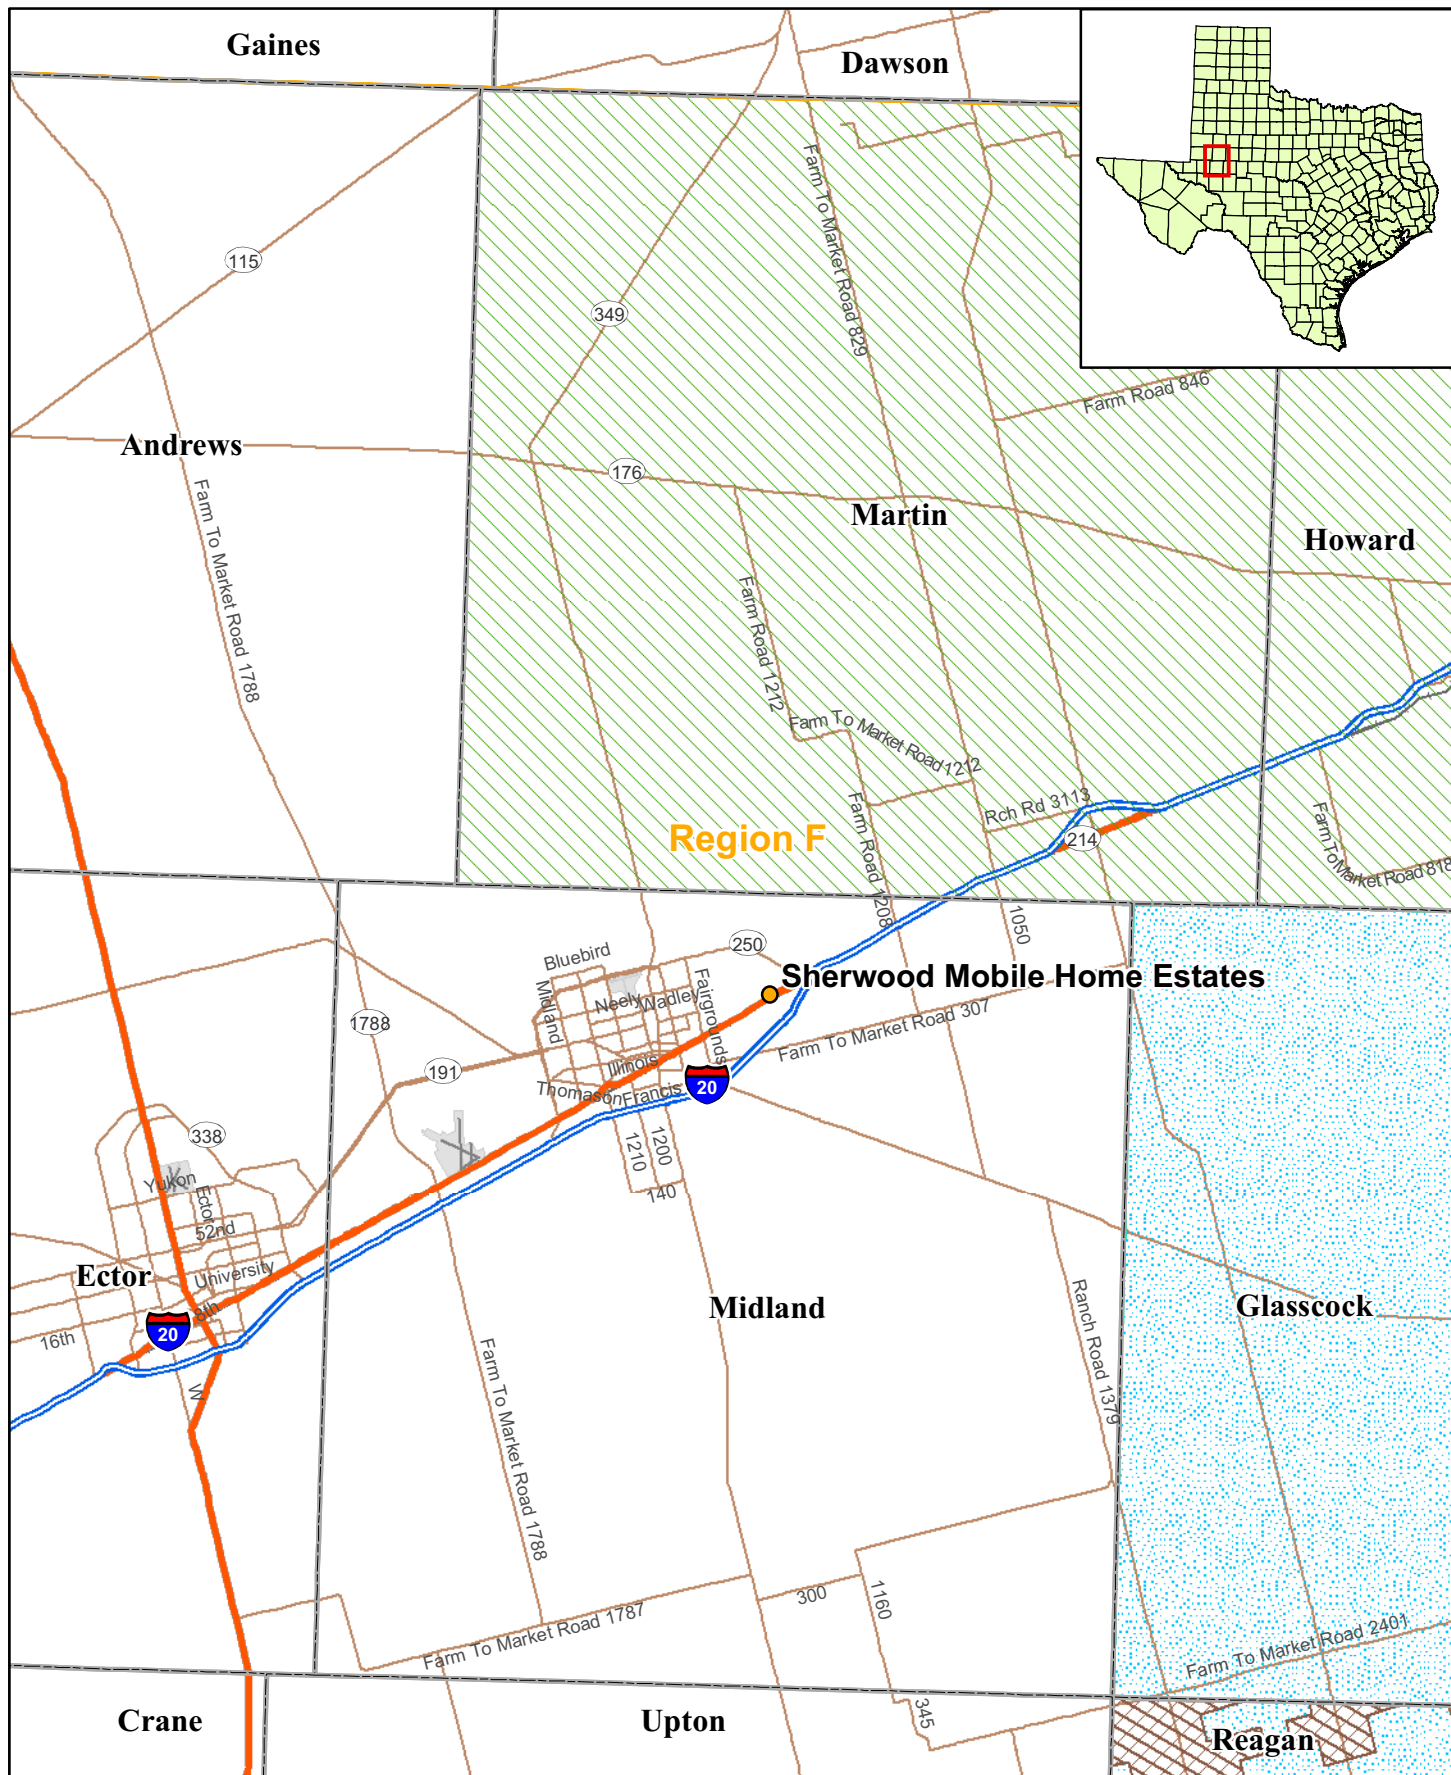 Gaines
Dawson
115
349
Farm To Market Road 829
Farm Road 846
Andrews
176
Martin
Howard
Farm To Market Road 1788
Farm Road 1212
Farm To Market Road 1212
Rch Rd 3113
214
Region F
Farm Road 1208
Farm To Market Road 818
1050
250
Bluebird
Sherwood Mobile Home Estates
Midland
Neely
Wadley
Fairgrounds
1788
Farm To Market Road 307
191
Illinois
Thomason
Francis
20
338
1210
1200
140
Yukon
Ector
52nd
University
Ector
8th
16th
20
W
Midland
Glasscock
Ranch Road 1379
Farm To Market Road 1788
300
1160
Farm To Market Road 1787
Farm To Market Road 2401
345
Crane
Upton
Reagan